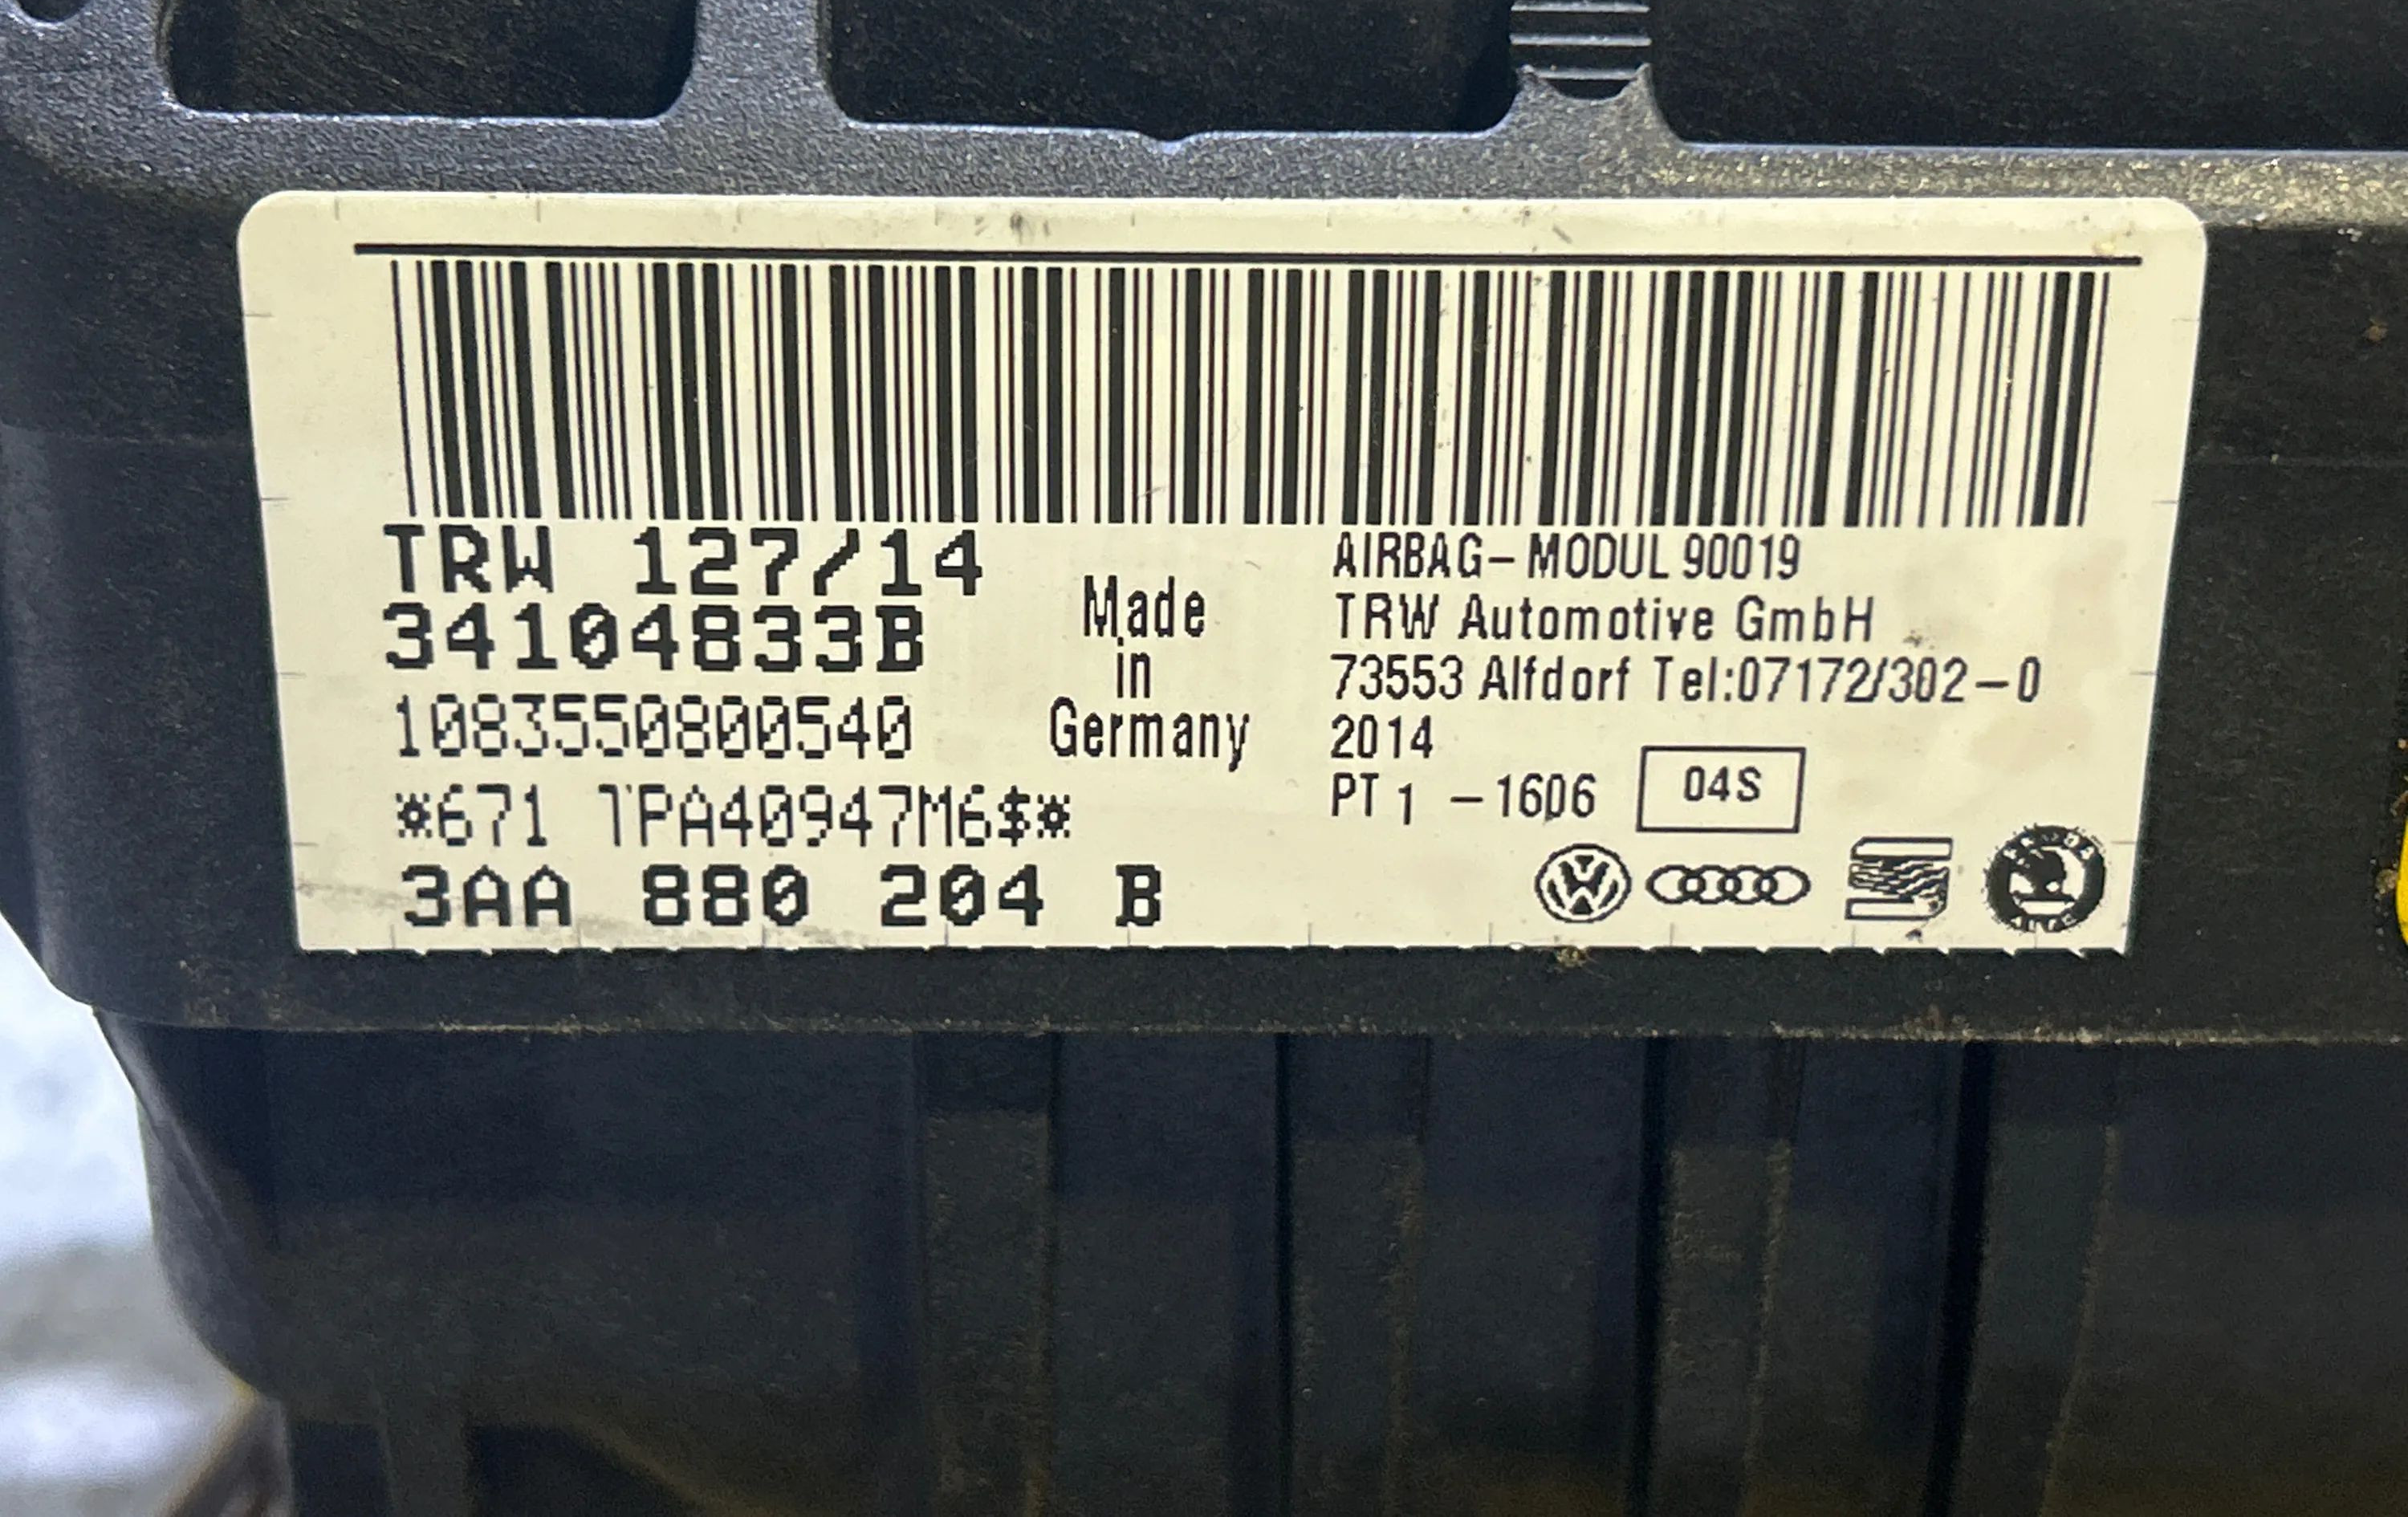 TRW 127/14
34104833B
1083550800540
*671 TPA40947M6$*
3AA 880 204 B
Made
in
Germany
AIRBAG-MODUL 90019
TRW Automotive GmbH
73553 Alfdorf Tel:07172/302-0
2014
PT 1 -1606 04S